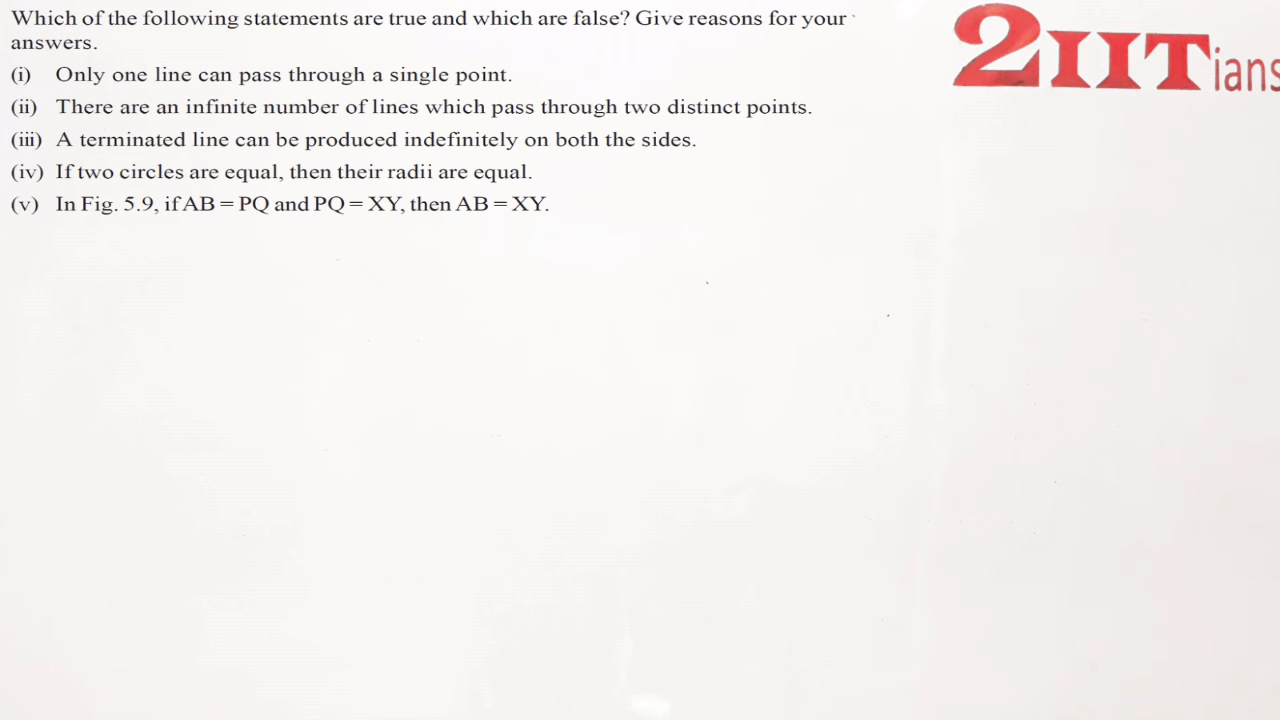 Which of the following statements are true and which are false? Give reasons for your
answers.
(i) Only one line can pass through a single point.
(ii) There are an infinite number of lines which pass through two distinct points.
(iii) A terminated line can be produced indefinitely on both the sides.
(iv) If two circles are equal, then their radii are equal.
(v) In Fig. 5.9, if AB = PQ and PQ = XY, then AB = XY.
2IITians